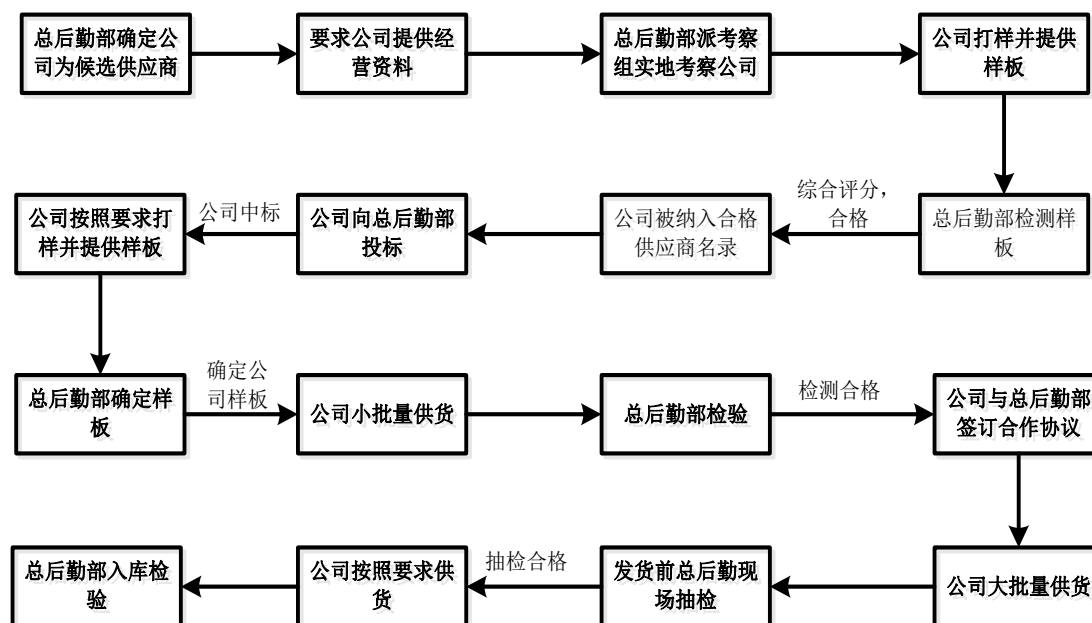 总后勤部确定公
司为候选供应商
要求公司提供经
营资料
总后勤部派考察
组实地考察公司
公司打样并提供
样板
综合评分，
合格
总后勤部检测样
板
公司被纳入合格
供应商名录
公司向总后勤部
投标
公司中标
公司按照要求打
样并提供样板
总后勤部确定样
板
确定公
司样板
公司小批量供货
总后勤部检验
检测合格
公司与总后勤部
签订合作协议
公司大批量供货
发货前总后勤现
场抽检
抽检合格
公司按照要求供
货
总后勤部入库检
验